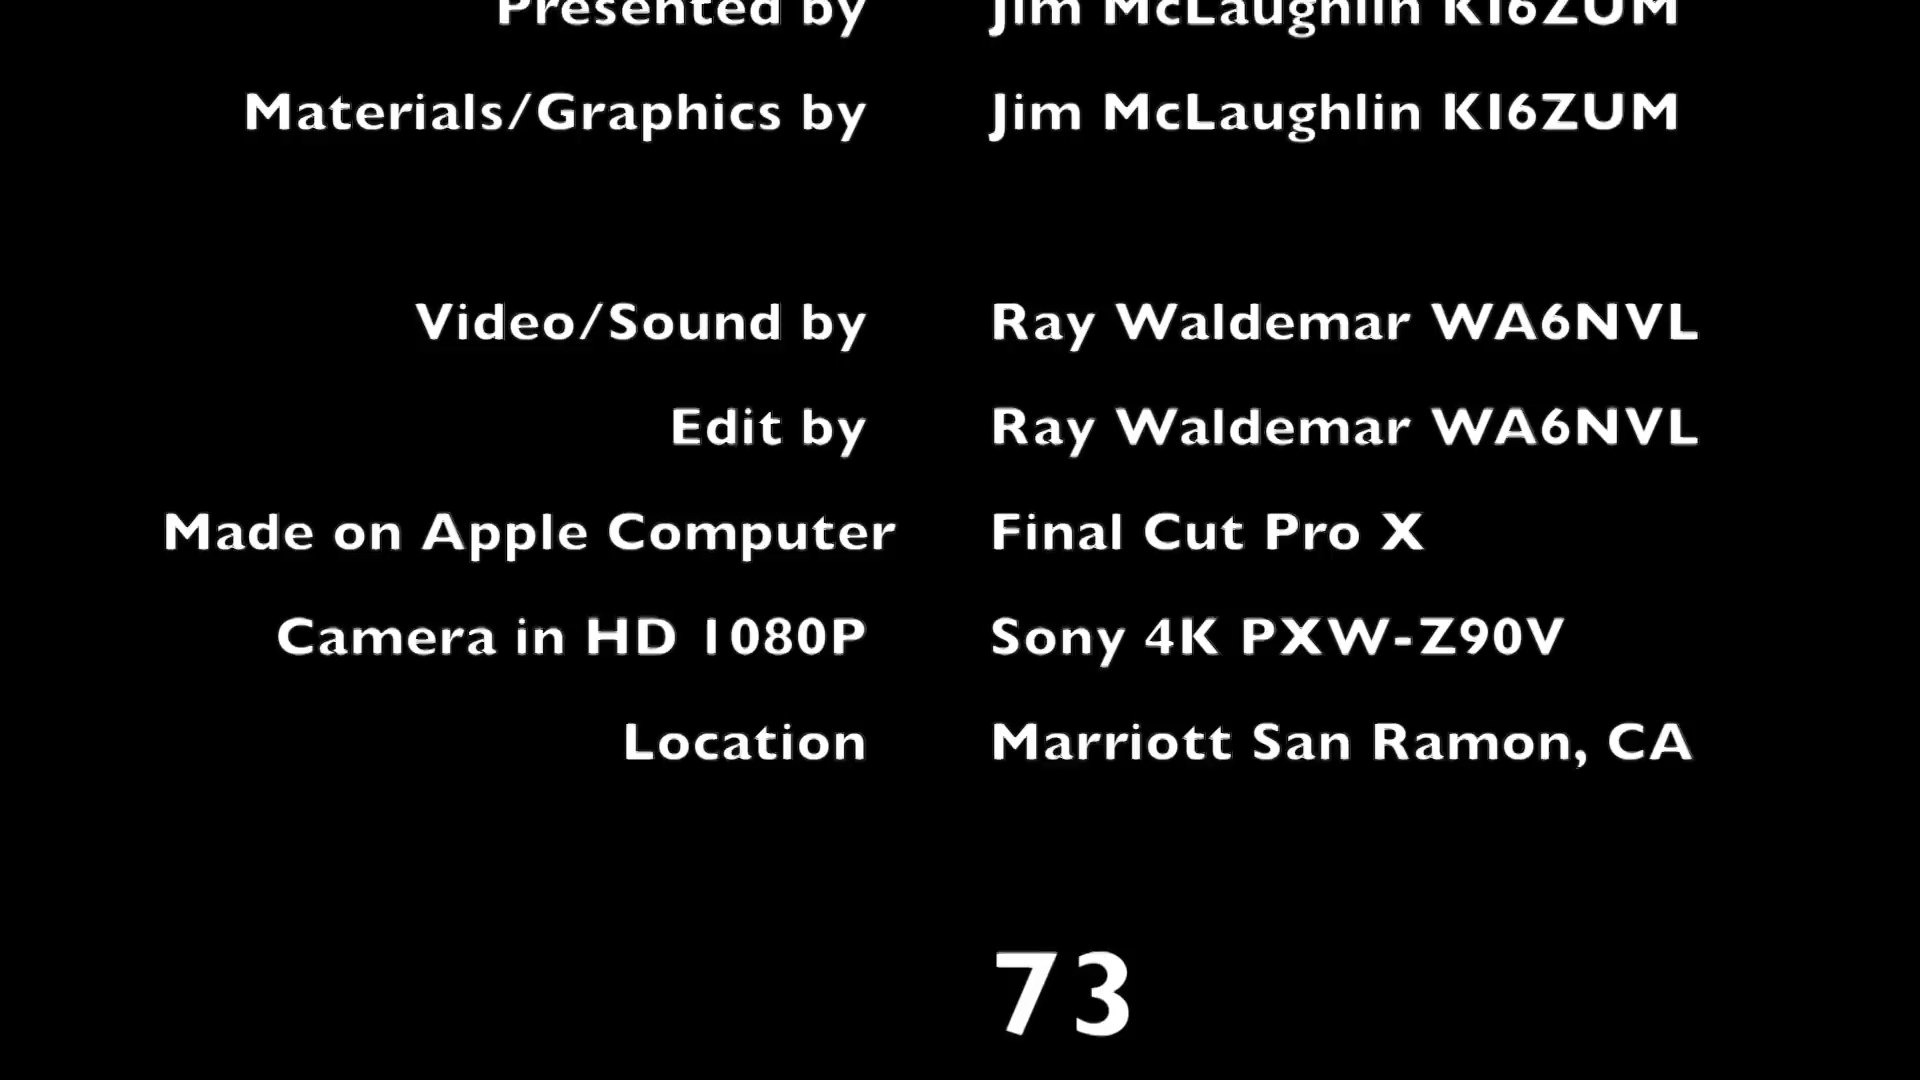 Presented by Jim McLaughlin KI6ZUM
Materials/Graphics by Jim McLaughlin KI6ZUM
Video/Sound by Ray Waldemar WA6NVL
Edit by Ray Waldemar WA6NVL
Made on Apple Computer Final Cut Pro X
Camera in HD 1080P Sony 4K PXW-Z90V
Location Marriott San Ramon, CA
73